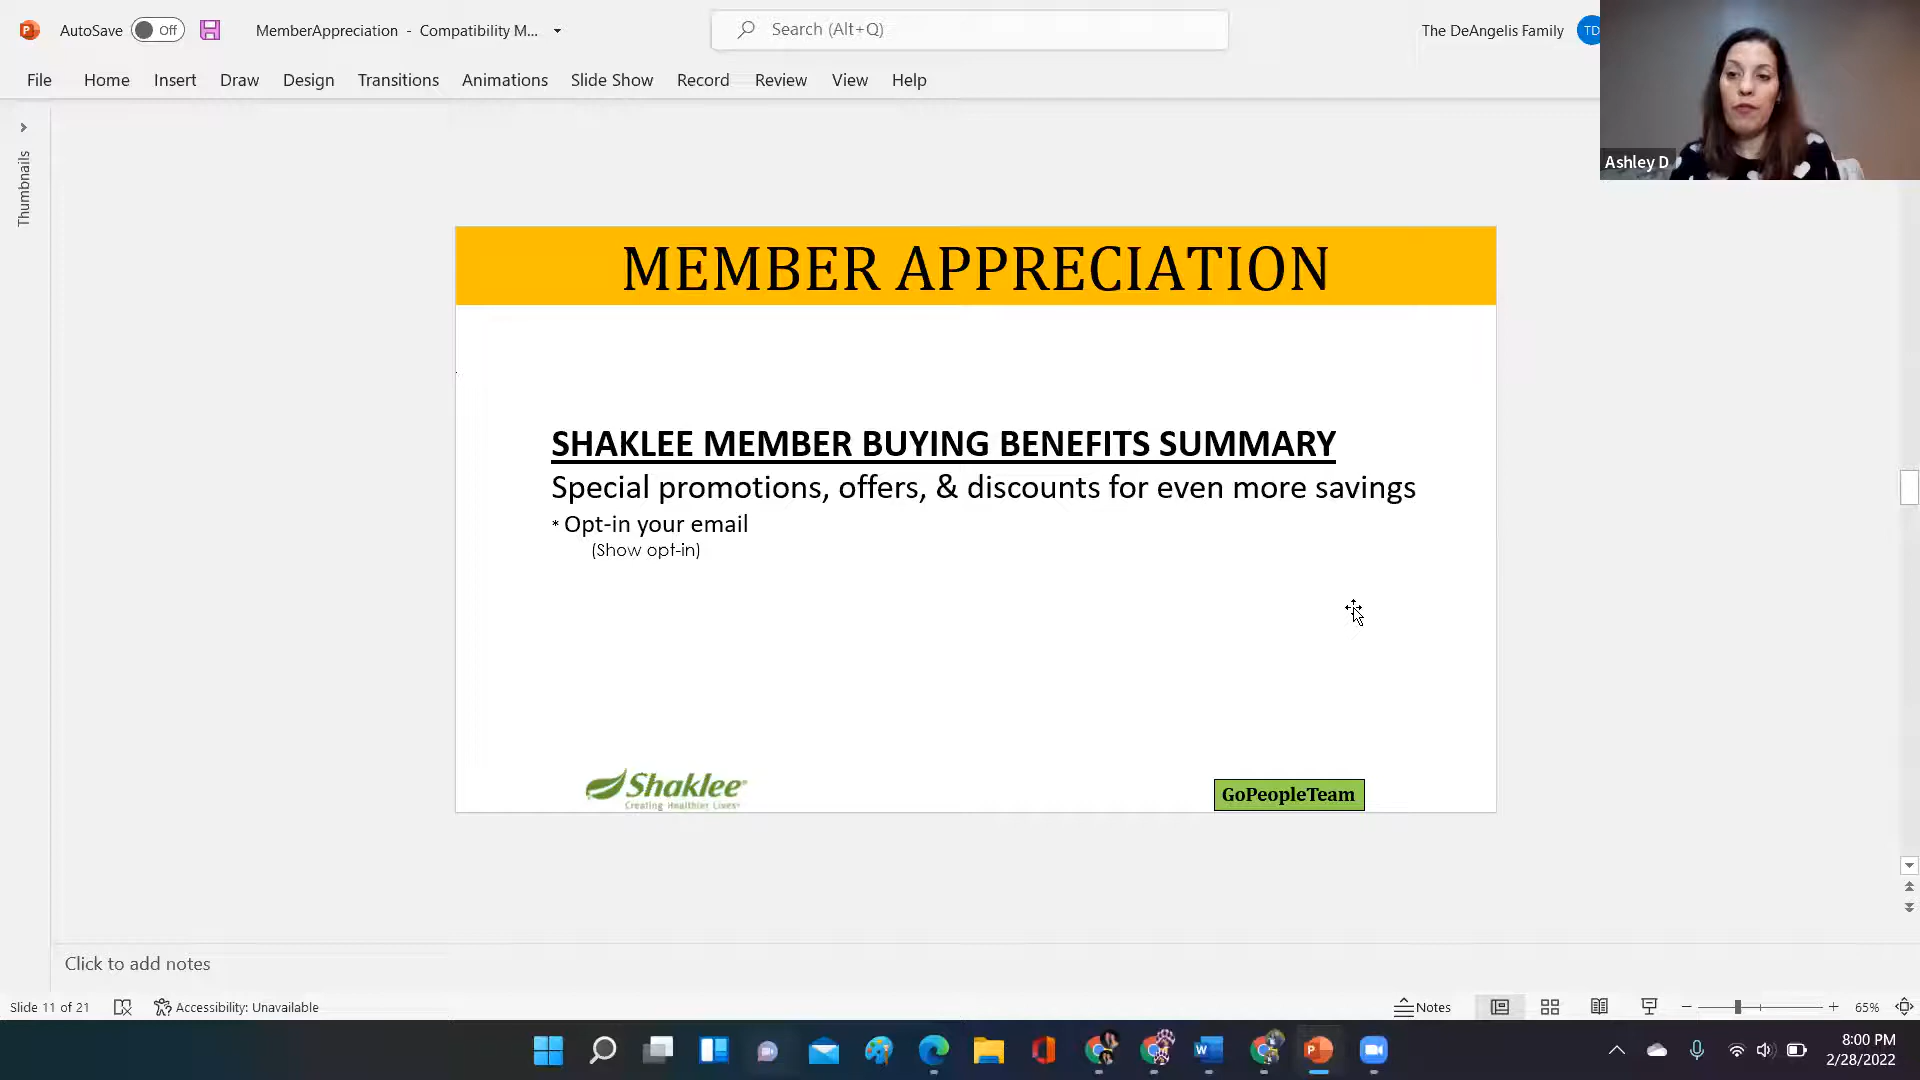 AutoSave Off MemberAppreciation - Compatibility M... Search (Alt+Q) The DeAngelis Family TD
File Home Insert Draw Design Transitions Animations Slide Show Record Review View Help
Ashley D
Thumbnails
MEMBER APPRECIATION
SHAKLEE MEMBER BUYING BENEFITS SUMMARY
Special promotions, offers, & discounts for even more savings
* Opt-in your email
(Show opt-in)
Shaklee®
Creating Healthier Lives®
GoPeopleTeam
Click to add notes
Slide 11 of 21 Accessibility: Unavailable Notes 65%
8:00 PM
2/28/2022